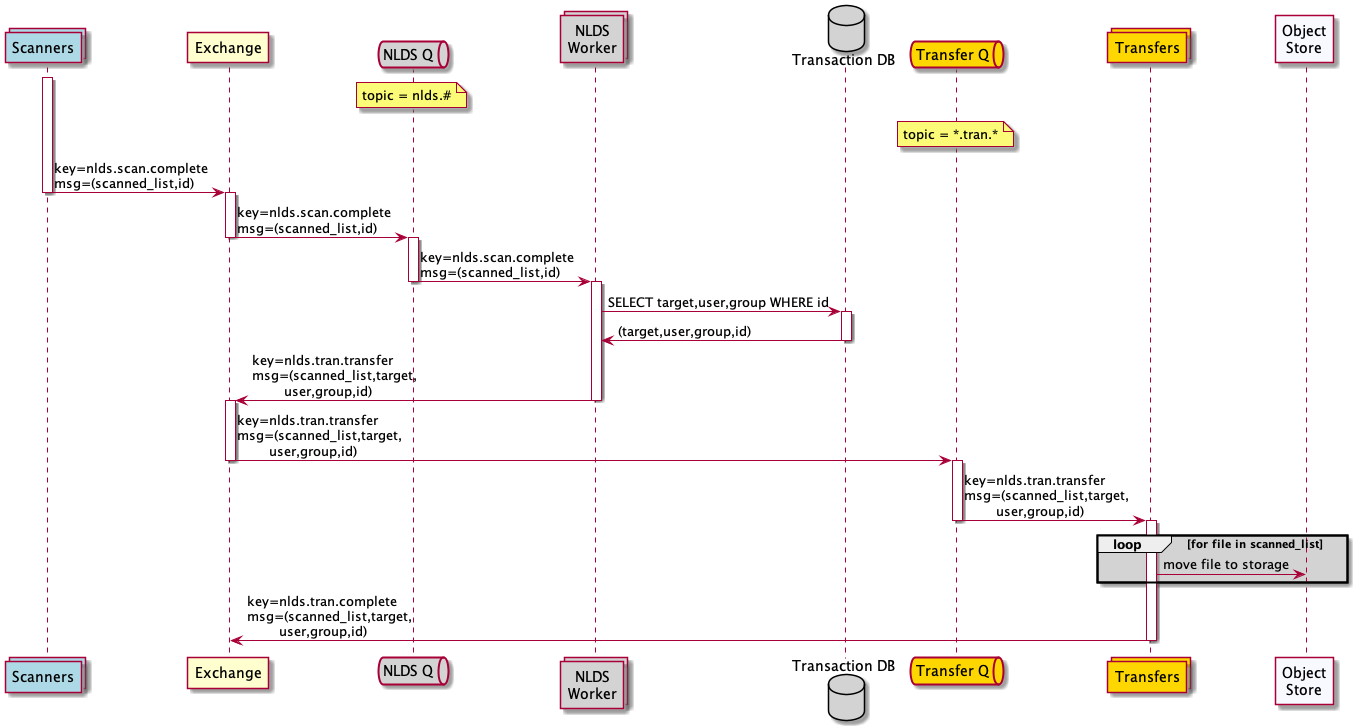 Scanners
Exchange
NLDS Q
NLDS
Worker
Transaction DB
Transfer Q
Transfers
Object
Store
topic = nlds.#
topic = *.tran.*
key=nlds.scan.complete
msg=(scanned_list,id)
key=nlds.scan.complete
msg=(scanned_list,id)
key=nlds.scan.complete
msg=(scanned_list,id)
SELECT target,user,group WHERE id
(target,user,group,id)
key=nlds.tran.transfer
msg=(scanned_list,target,
user,group,id)
key=nlds.tran.transfer
msg=(scanned_list,target,
user,group,id)
key=nlds.tran.transfer
msg=(scanned_list,target,
user,group,id)
loop [for file in scanned_list]
move file to storage
key=nlds.tran.complete
msg=(scanned_list,target,
user,group,id)
Scanners
Exchange
NLDS Q
NLDS
Worker
Transaction DB
Transfer Q
Transfers
Object
Store